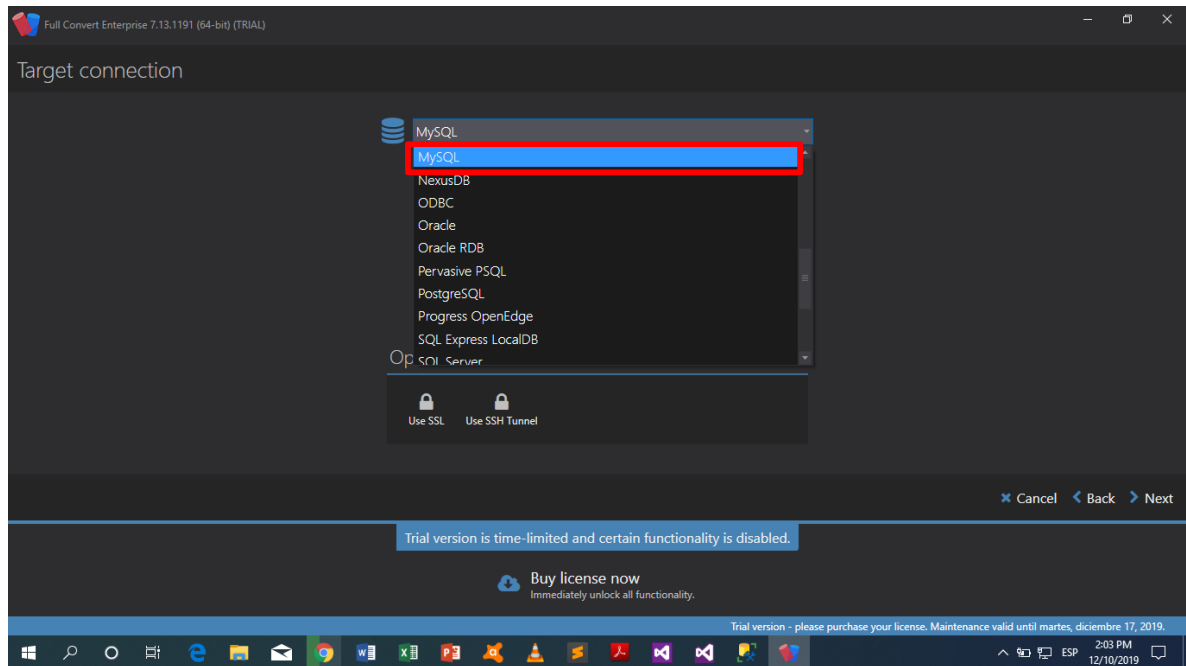 Full Convert Enterprise 7.13.1191 (64-bit) (TRIAL)
Target connection
MySQL
MySQL
NexusDB
ODBC
Oracle
Oracle RDB
Pervasive PSQL
PostgreSQL
Progress OpenEdge
SQL Express LocalDB
Op
SQL Server
Use SSL Use SSH Tunnel
Cancel Back Next
Trial version is time-limited and certain functionality is disabled.
Buy license now
Immediately unlock all functionality.
Trial version - please purchase your license. Maintenance valid until martes, diciembre 17, 2019.
ESP
2:03 PM
12/10/2019